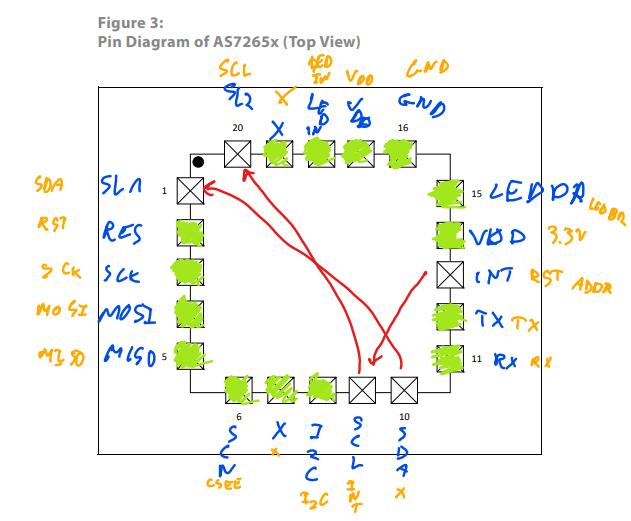 Figure 3:
Pin Diagram of AS7265x (Top View)
SCL X LED IN VDD GND
SL2 X LED IN VDD GND
20 16
SDA SL1 1
RST RES
SCK SCK
MOSI MOSI
MISO MISO 5
15 LED DR LED DR
VDD 3.3V
INT RST ADDR
TX TX
11 RX RX
6 10
SCN X I2C SCL SDA
CSEE X I2C INT X